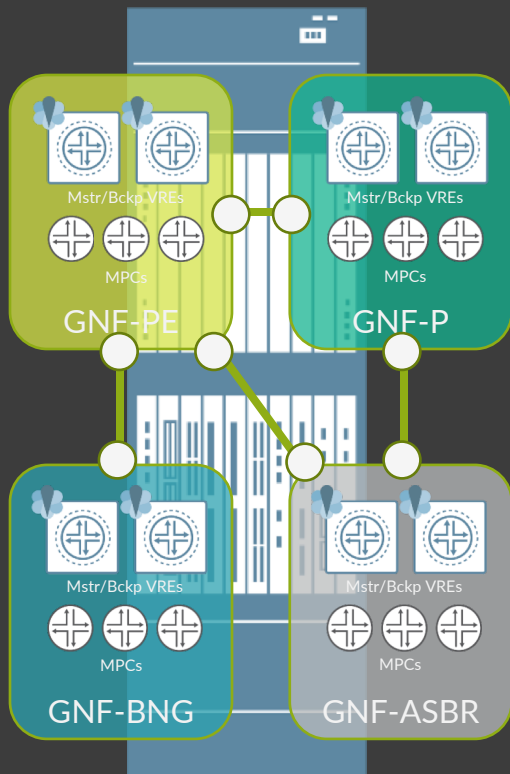 Mstr/Bckp VREs
MPCs
GNF-PE
Mstr/Bckp VREs
MPCs
GNF-P
Mstr/Bckp VREs
MPCs
GNF-BNG
Mstr/Bckp VREs
MPCs
GNF-ASBR